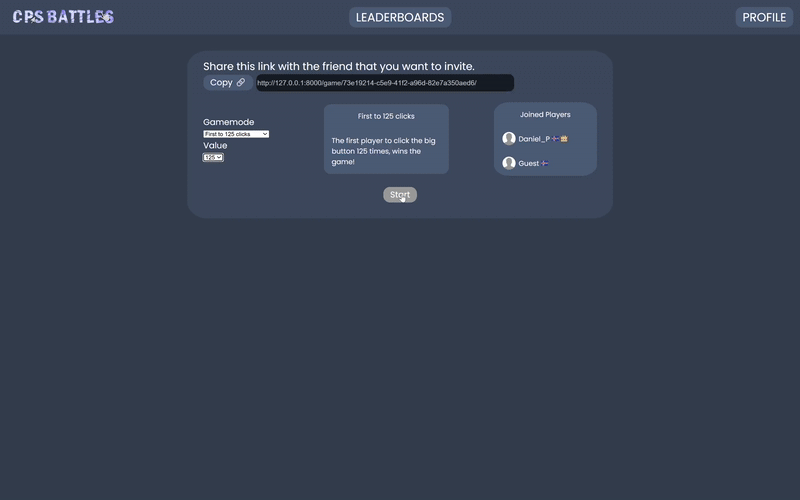 CPS BATTLES
LEADERBOARDS
PROFILE
Share this link with the friend that you want to invite.
Copy
http://127.0.0.1:8000/game/73e19214-c5e9-41f2-a96d-82e7a350aed6/
Gamemode
First to 125 clicks
Value
125
First to 125 clicks
The first player to click the big
button 125 times, wins the
game!
Joined Players
Daniel_P
Guest
Start